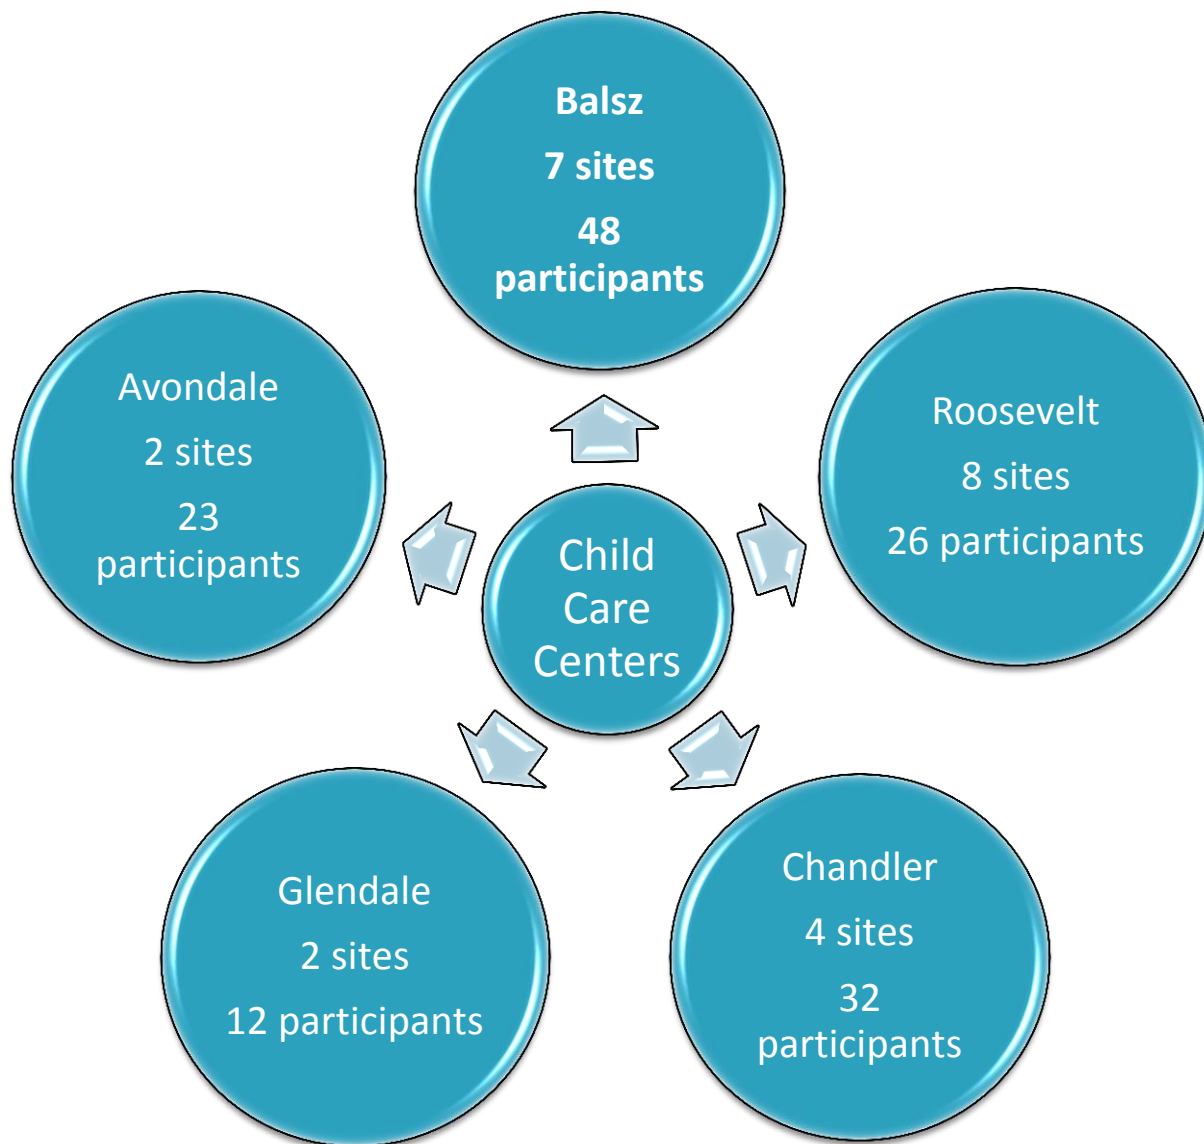 Balsz
7 sites
48
participants
Avondale
2 sites
23
participants
Roosevelt
8 sites
26 participants
Child
Care
Centers
Glendale
2 sites
12 participants
Chandler
4 sites
32
participants